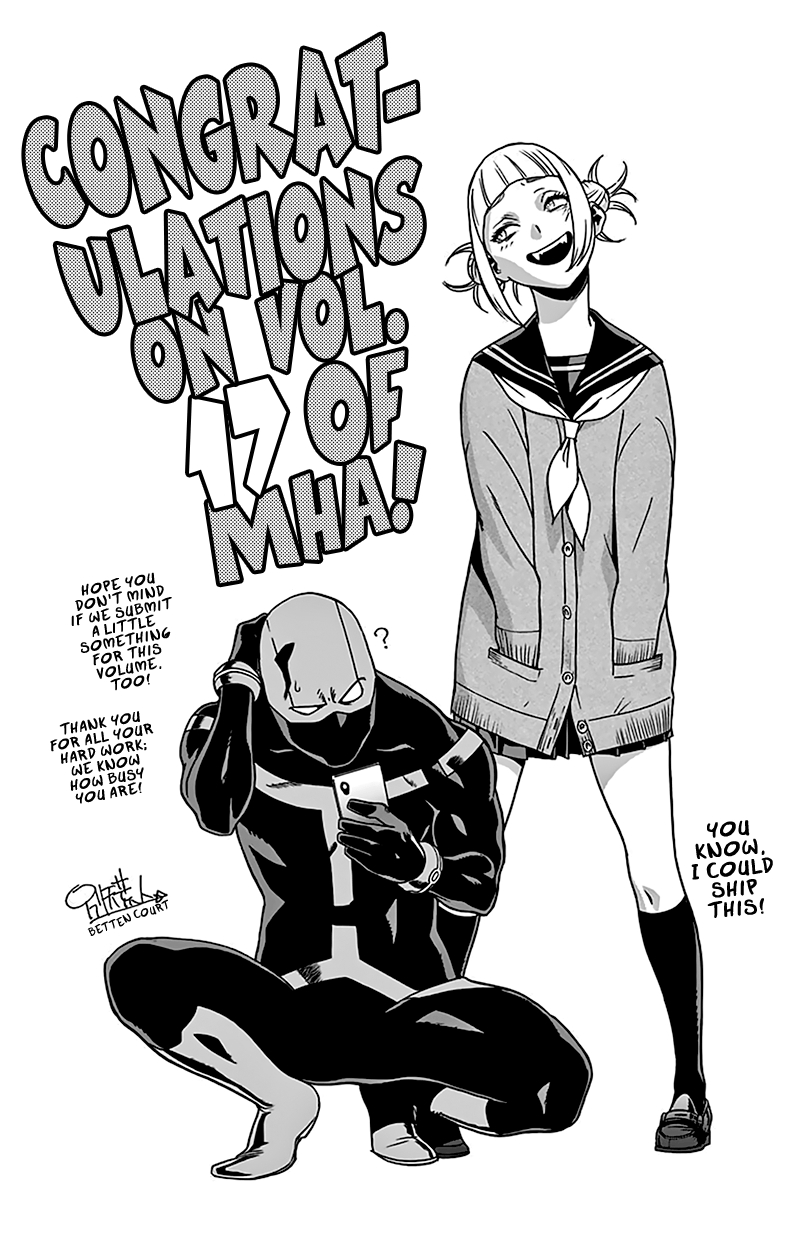 CONGRAT-
ULATIONS
ON VOL.
17 OF
MHA!
HOPE YOU
DON'T MIND
IF WE SUBMIT
A LITTLE
SOMETHING
FOR THIS
VOLUME,
TOO!
THANK YOU
FOR ALL YOUR
HARD WORK;
WE KNOW
HOW BUSY
YOU ARE!
?
BETTEN COURT
YOU
KNOW,
I COULD
SHIP
THIS!